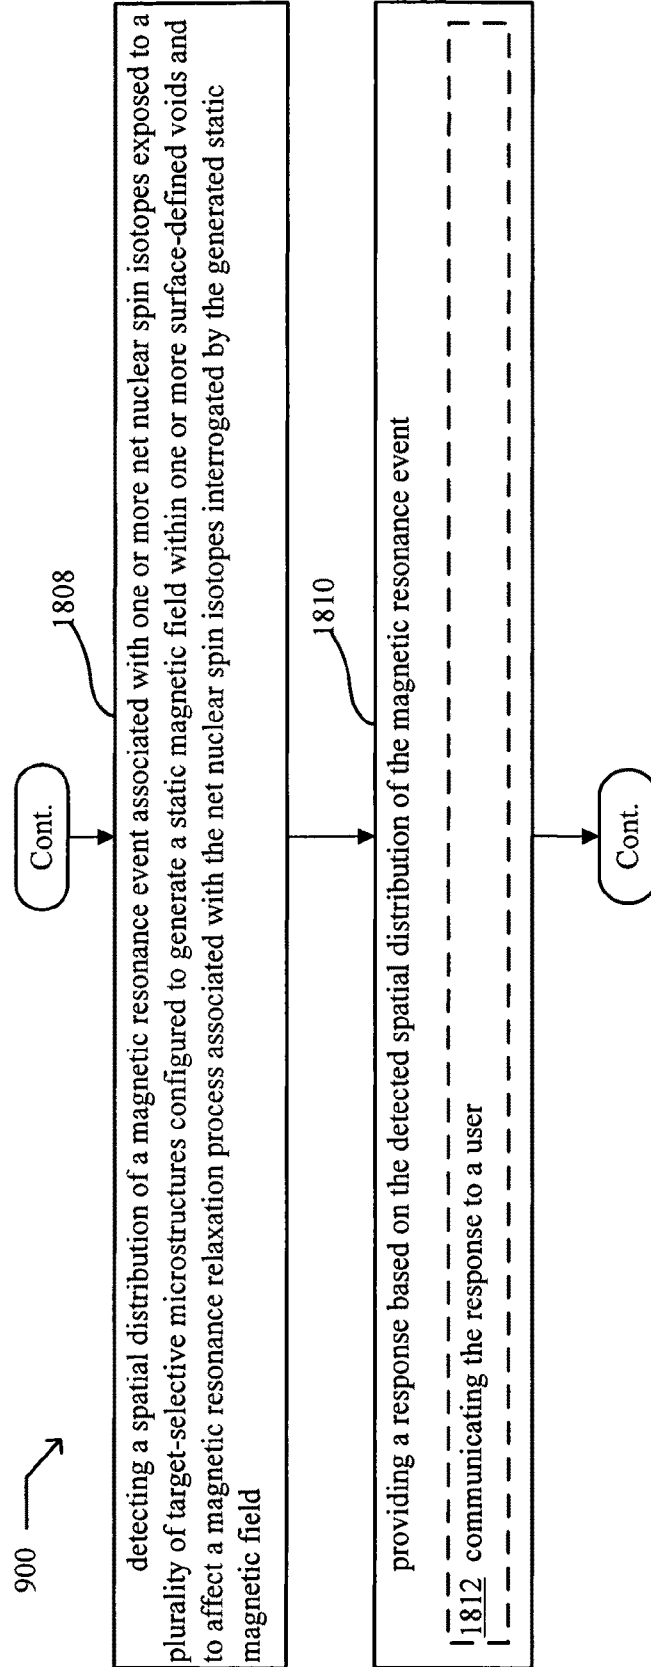 900
Cont.
1808
detecting a spatial distribution of a magnetic resonance event associated with one or more net nuclear spin isotopes exposed to a
plurality of target-selective microstructures configured to generate a static magnetic field within one or more surface-defined voids and
to affect a magnetic resonance relaxation process associated with the net nuclear spin isotopes interrogated by the generated static
magnetic field
1810
providing a response based on the detected spatial distribution of the magnetic resonance event
1812 communicating the response to a user
Cont.